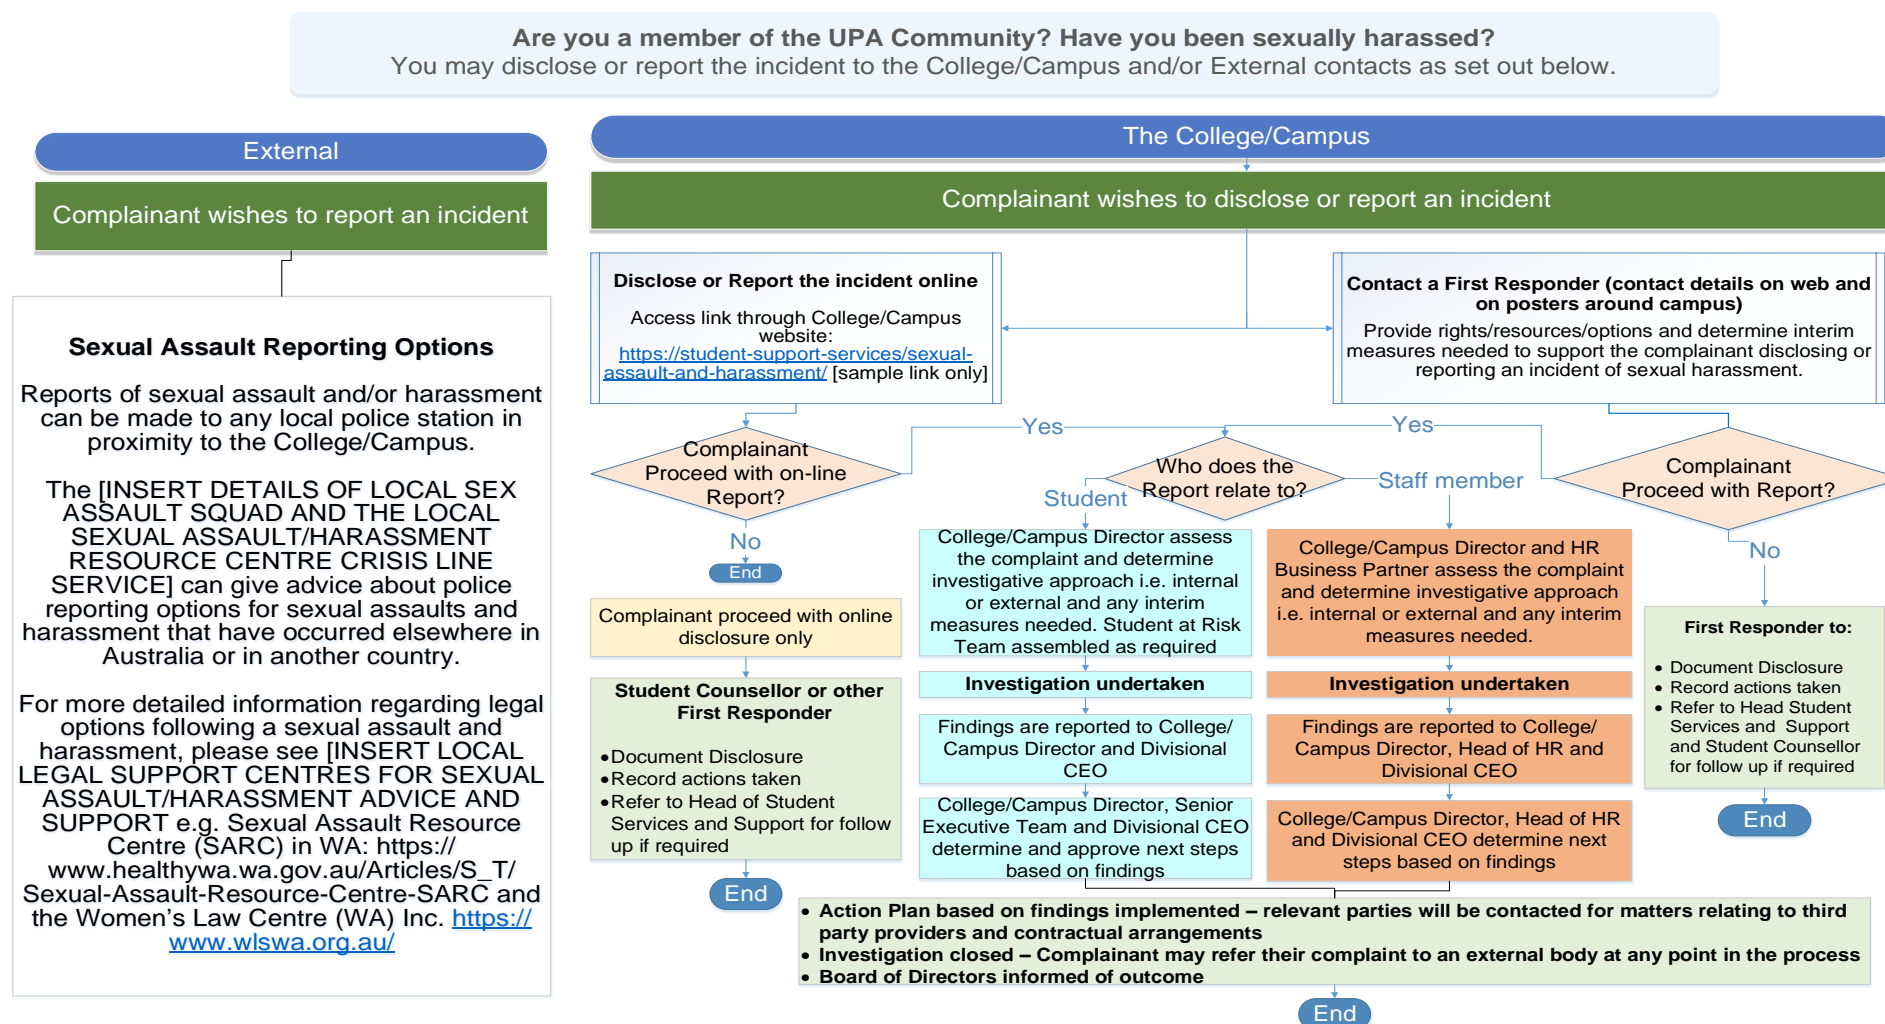 Are you a member of the UPA Community? Have you been sexually harassed?
You may disclose or report the incident to the College/Campus and/or External contacts as set out below.
External
Complainant wishes to report an incident
Sexual Assault Reporting Options
Reports of sexual assault and/or harassment
can be made to any local police station in
proximity to the College/Campus.
The [INSERT DETAILS OF LOCAL SEX
ASSAULT SQUAD AND THE LOCAL
SEXUAL ASSAULT/HARASSMENT
RESOURCE CENTRE CRISIS LINE
SERVICE] can give advice about police
reporting options for sexual assaults and
harassment that have occurred elsewhere in
Australia or in another country.
For more detailed information regarding legal
options following a sexual assault and
harassment, please see [INSERT LOCAL
LEGAL SUPPORT CENTRES FOR SEXUAL
ASSAULT/HARASSMENT ADVICE AND
SUPPORT e.g. Sexual Assault Resource
Centre (SARC) in WA: https://
www.healthywa.wa.gov.au/Articles/S_T/
Sexual-Assault-Resource-Centre-SARC and
the Women's Law Centre (WA) Inc. https://
www.wlswa.org.au/
The College/Campus
Complainant wishes to disclose or report an incident
Disclose or Report the incident online
Access link through College/Campus
website:
https://student-support-services/sexual-
assault-and-harassment/ [sample link only]
Contact a First Responder (contact details on web and
on posters around campus)
Provide rights/resources/options and determine interim
measures needed to support the complainant disclosing or
reporting an incident of sexual harassment.
Complainant
Proceed with on-line
Report?
Yes
Who does the
Report relate to?
Yes
Complainant
Proceed with Report?
Student
Staff member
No
End
No
Complainant proceed with online
disclosure only
Student Counsellor or other
First Responder
•Document Disclosure
•Record actions taken
•Refer to Head of Student
Services and Support for follow
up if required
End
College/Campus Director assess
the complaint and determine
investigative approach i.e. internal
or external and any interim
measures needed. Student at Risk
Team assembled as required
Investigation undertaken
Findings are reported to College/
Campus Director and Divisional
CEO
College/Campus Director, Senior
Executive Team and Divisional CEO
determine and approve next steps
based on findings
College/Campus Director and HR
Business Partner assess the complaint
and determine investigative approach
i.e. internal or external and any interim
measures needed.
Investigation undertaken
Findings are reported to College/
Campus Director, Head of HR and
Divisional CEO
College/Campus Director, Head of HR
and Divisional CEO determine next
steps based on findings
First Responder to:
• Document Disclosure
• Record actions taken
• Refer to Head Student
Services and Support
and Student Counsellor
for follow up if required
End
• Action Plan based on findings implemented – relevant parties will be contacted for matters relating to third
party providers and contractual arrangements
• Investigation closed – Complainant may refer their complaint to an external body at any point in the process
• Board of Directors informed of outcome
End